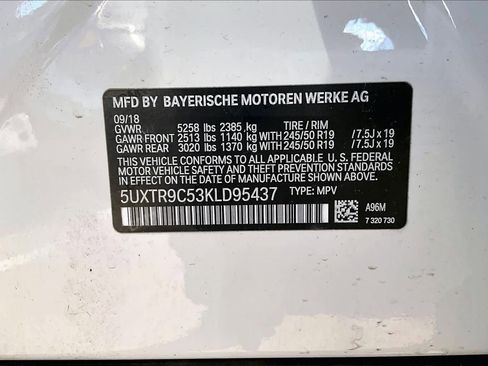 MFD BY BAYERISCHE MOTOREN WERKE AG
09/18
GVWR 5258 lbs 2385 kg TIRE / RIM
GAWR FRONT 2513 lbs 1140 kg WITH 245/50 R19 /7.5J x 19
GAWR REAR 3020 lbs 1370 kg WITH 245/50 R19 /7.5J x 19
THIS VEHICLE CONFORMS TO ALL APPLICABLE U. S. FEDERAL
MOTOR VEHICLE SAFETY, BUMPER, AND THEFT PREVENTION STANDARDS
IN EFFECT ON THE DATE OF MANUFACTURE SHOWN ABOVE.
5UXTR9C53KLD95437 TYPE: MPV
A96M
7 320 730